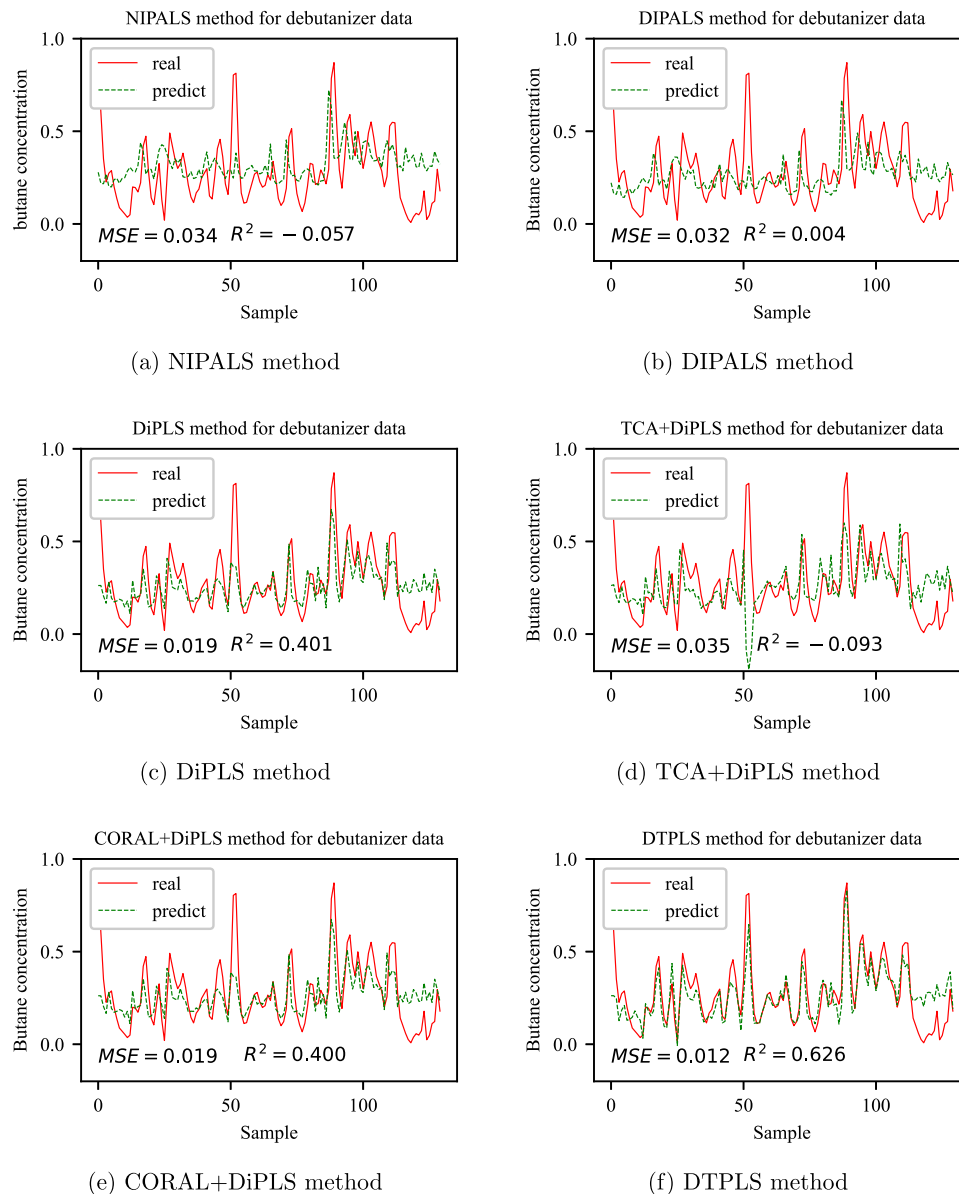 NIPALS method for debutanizer data
1.0
real
predict
0.5
0.0
butane concentration
MSE = 0.034 R² = −0.057
0 50 100
Sample
(a) NIPALS method
DIPALS method for debutanizer data
1.0
real
predict
0.5
0.0
Butane concentration
MSE = 0.032 R² = 0.004
0 50 100
Sample
(b) DIPALS method
DiPLS method for debutanizer data
1.0
real
predict
0.5
0.0
Butane concentration
MSE = 0.019 R² = 0.401
0 50 100
Sample
(c) DiPLS method
TCA+DiPLS method for debutanizer data
1.0
real
predict
0.5
0.0
Butane concentration
MSE = 0.035 R² = −0.093
0 50 100
Sample
(d) TCA+DiPLS method
CORAL+DiPLS method for debutanizer data
1.0
real
predict
0.5
0.0
Butane concentration
MSE = 0.019 R² = 0.400
0 50 100
Sample
(e) CORAL+DiPLS method
DTPLS method for debutanizer data
1.0
real
predict
0.5
0.0
Butane concentration
MSE = 0.012 R² = 0.626
0 50 100
Sample
(f) DTPLS method